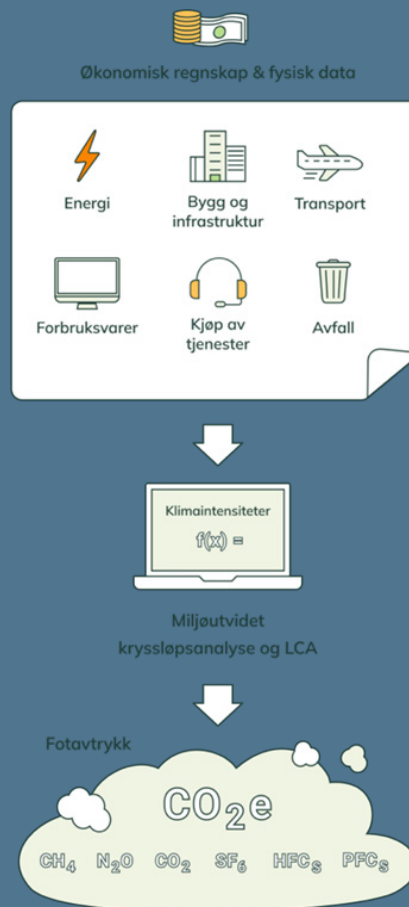 Økonomisk regnskap & fysisk data
Energi
Bygg og
infrastruktur
Transport
Forbruksvarer
Kjøp av
tjenester
Avfall
Klimaintensiteter
f(x) =
Miljøutvidet
kryssløpsanalyse og LCA
Fotavtrykk
CO₂e
CH₄ N₂O CO₂ SF₆ HFCₛ PFCₛ